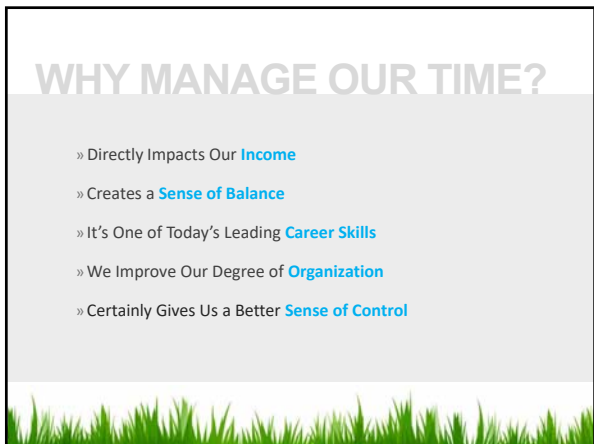 WHY MANAGE OUR TIME?
» Directly Impacts Our Income
» Creates a Sense of Balance
» It's One of Today's Leading Career Skills
» We Improve Our Degree of Organization
» Certainly Gives Us a Better Sense of Control